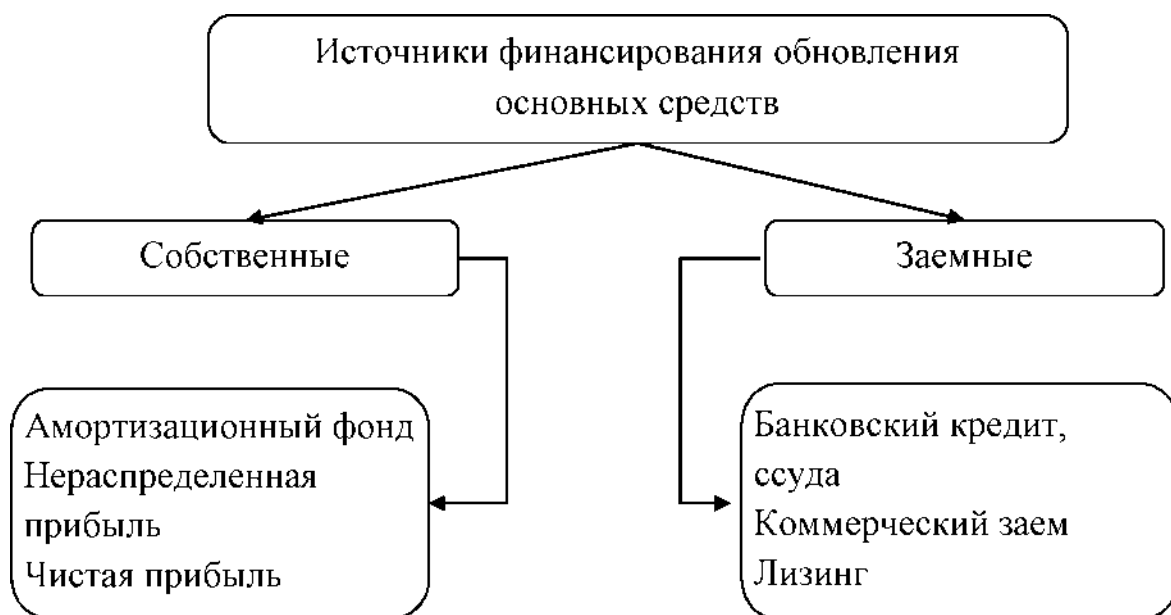 Источники финансирования обновления
основных средств
Собственные
Заемные
Амортизационный фонд
Нераспределенная
прибыль
Чистая прибыль
Банковский кредит,
ссуда
Коммерческий заем
Лизинг